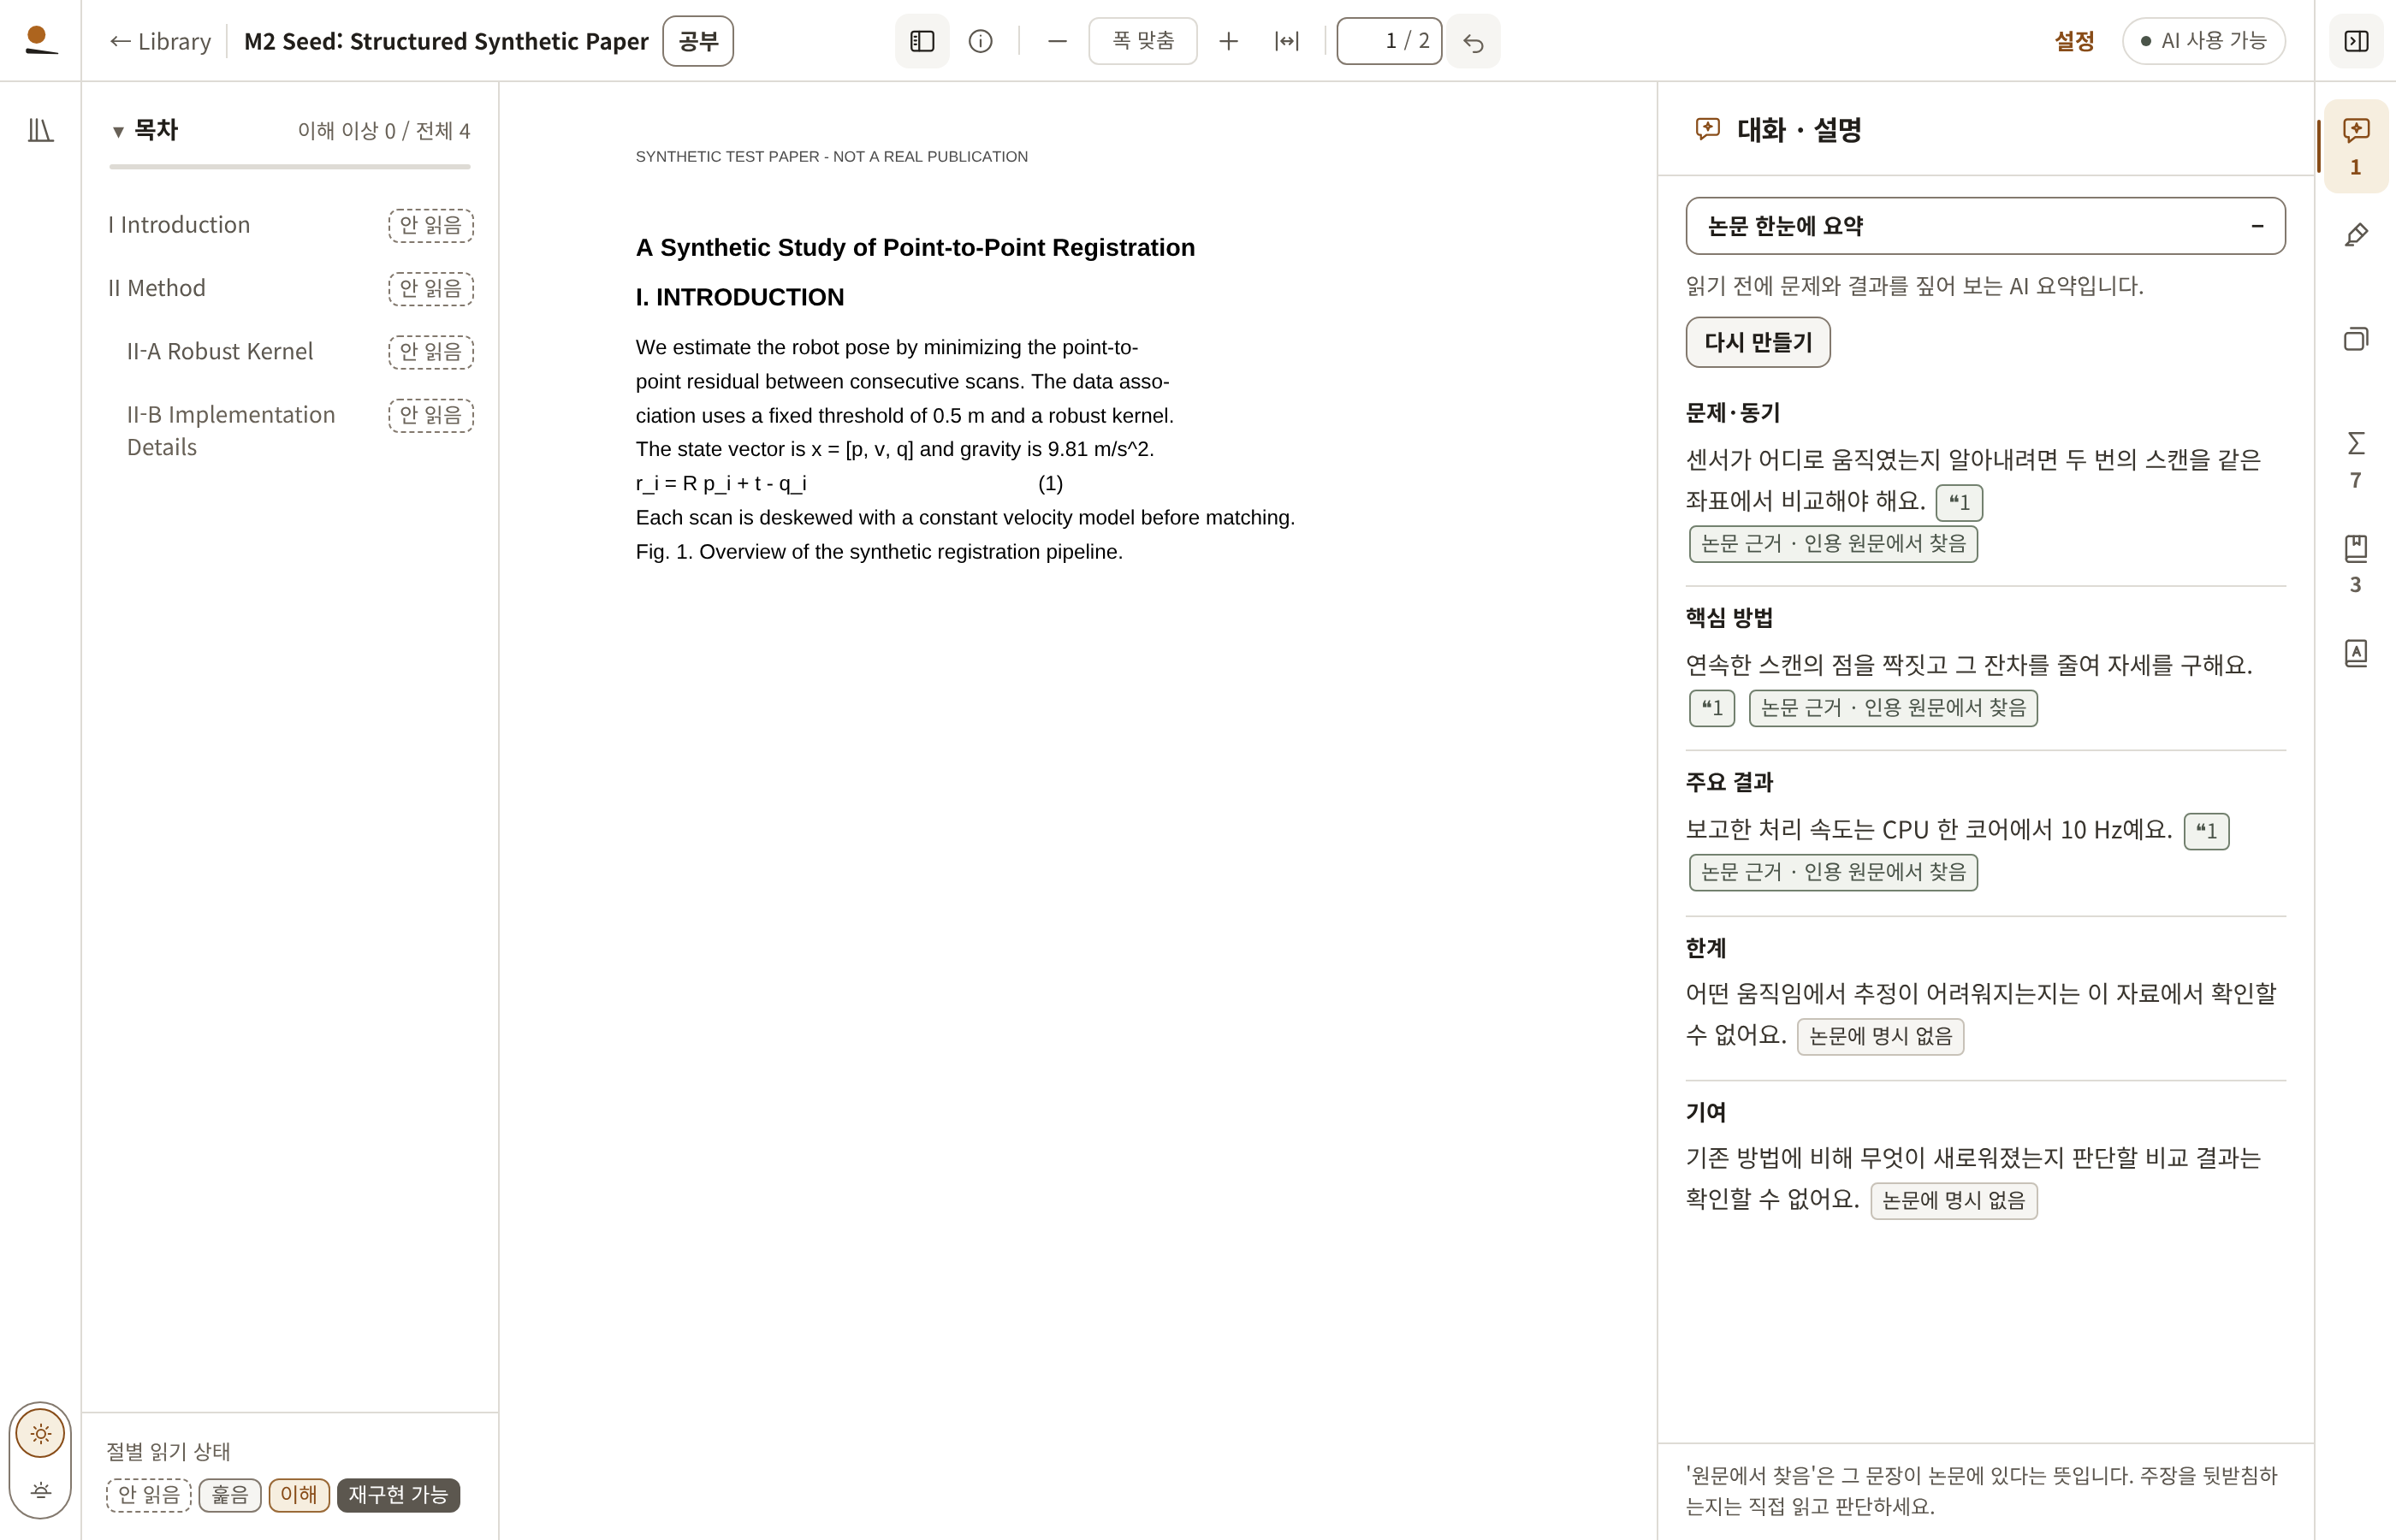 ← Library
M2 Seed: Structured Synthetic Paper
공부
폭 맞춤
1 / 2
설정
AI 사용 가능
▼ 목차
이해 이상 0 / 전체 4
I Introduction
안 읽음
II Method
안 읽음
II-A Robust Kernel
안 읽음
II-B Implementation
Details
안 읽음
절별 읽기 상태
안 읽음
훑음
이해
재구현 가능
SYNTHETIC TEST PAPER - NOT A REAL PUBLICATION
A Synthetic Study of Point-to-Point Registration
I. INTRODUCTION
We estimate the robot pose by minimizing the point-to-
point residual between consecutive scans. The data asso-
ciation uses a fixed threshold of 0.5 m and a robust kernel.
The state vector is x = [p, v, q] and gravity is 9.81 m/s^2.
r_i = R p_i + t - q_i (1)
Each scan is deskewed with a constant velocity model before matching.
Fig. 1. Overview of the synthetic registration pipeline.
대화 · 설명
논문 한눈에 요약 −
읽기 전에 문제와 결과를 짚어 보는 AI 요약입니다.
다시 만들기
문제·동기
센서가 어디로 움직였는지 알아내려면 두 번의 스캔을 같은
좌표에서 비교해야 해요. ❝1
논문 근거 · 인용 원문에서 찾음
핵심 방법
연속한 스캔의 점을 짝짓고 그 잔차를 줄여 자세를 구해요.
❝1 논문 근거 · 인용 원문에서 찾음
주요 결과
보고한 처리 속도는 CPU 한 코어에서 10 Hz예요. ❝1
논문 근거 · 인용 원문에서 찾음
한계
어떤 움직임에서 추정이 어려워지는지는 이 자료에서 확인할
수 없어요. 논문에 명시 없음
기여
기존 방법에 비해 무엇이 새로워졌는지 판단할 비교 결과는
확인할 수 없어요. 논문에 명시 없음
'원문에서 찾음'은 그 문장이 논문에 있다는 뜻입니다. 주장을 뒷받침하
는지는 직접 읽고 판단하세요.
1
Σ
7
3
A